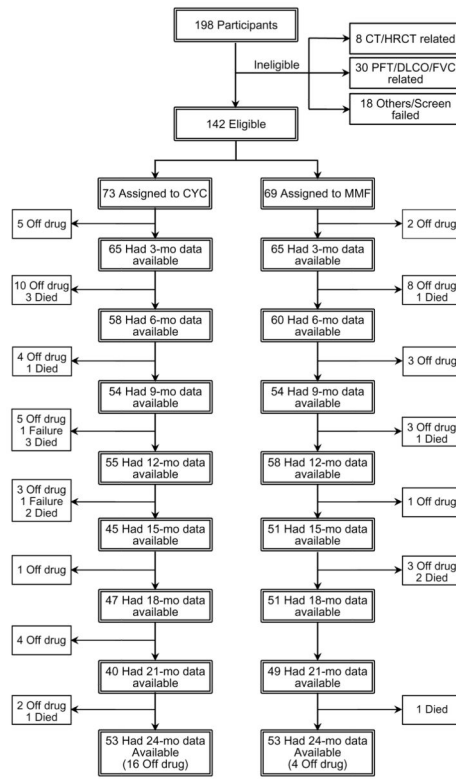 198 Participants
Ineligible
8 CT/HRCT related
30 PFT/DLCO/FVC
related
18 Others/Screen
failed
142 Eligible
73 Assigned to CYC
69 Assigned to MMF
5 Off drug
2 Off drug
65 Had 3-mo data
available
65 Had 3-mo data
available
10 Off drug
3 Died
8 Off drug
1 Died
58 Had 6-mo data
available
60 Had 6-mo data
available
4 Off drug
1 Died
3 Off drug
54 Had 9-mo data
available
54 Had 9-mo data
available
5 Off drug
1 Failure
3 Died
3 Off drug
1 Died
55 Had 12-mo data
available
58 Had 12-mo data
available
3 Off drug
1 Failure
2 Died
1 Off drug
45 Had 15-mo data
available
51 Had 15-mo data
available
1 Off drug
3 Off drug
2 Died
47 Had 18-mo data
available
51 Had 18-mo data
available
4 Off drug
40 Had 21-mo data
available
49 Had 21-mo data
available
2 Off drug
1 Died
1 Died
53 Had 24-mo data
Available
(16 Off drug)
53 Had 24-mo data
Available
(4 Off drug)